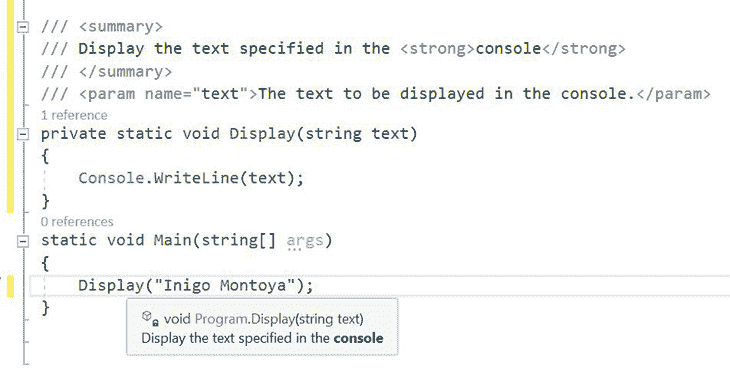 /// <summary>
/// Display the text specified in the <strong>console</strong>
/// </summary>
/// <param name="text">The text to be displayed in the console.</param>
1 reference
private static void Display(string text)
{
    Console.WriteLine(text);
}
0 references
static void Main(string[] args)
{
    Display("Inigo Montoya");
}
void Program.Display(string text)
Display the text specified in the console